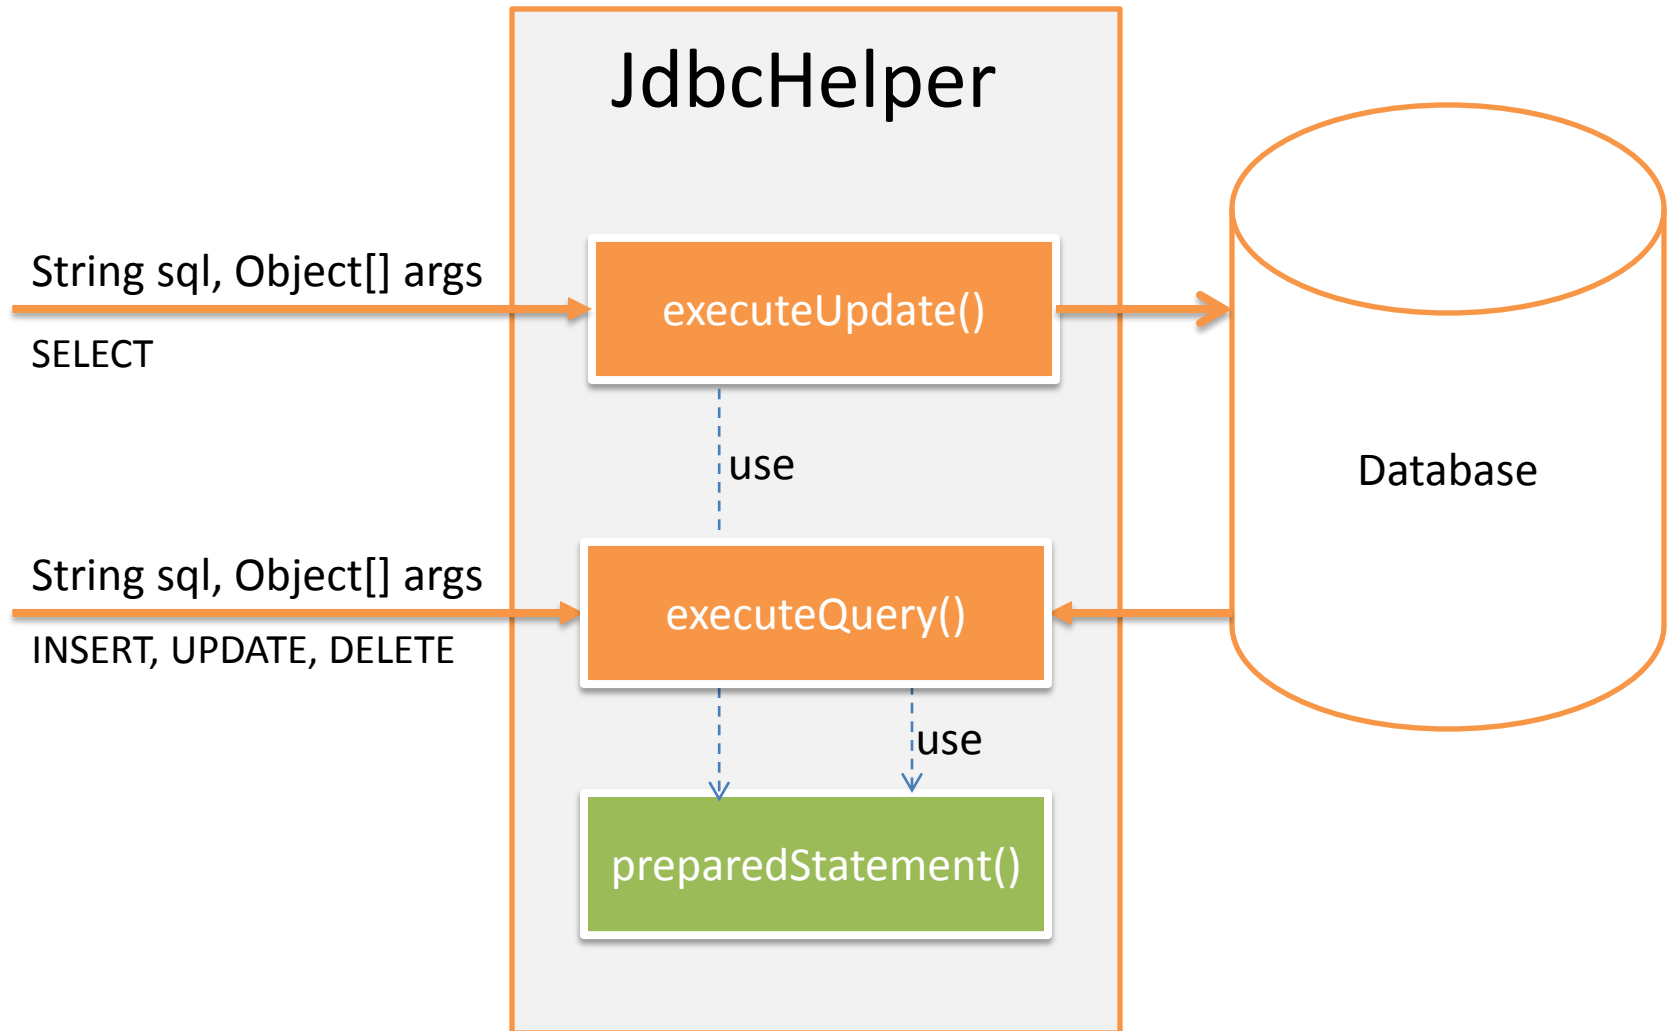 JdbcHelper
String sql, Object[] args
SELECT
executeUpdate()
use
Database
String sql, Object[] args
INSERT, UPDATE, DELETE
executeQuery()
use
preparedStatement()